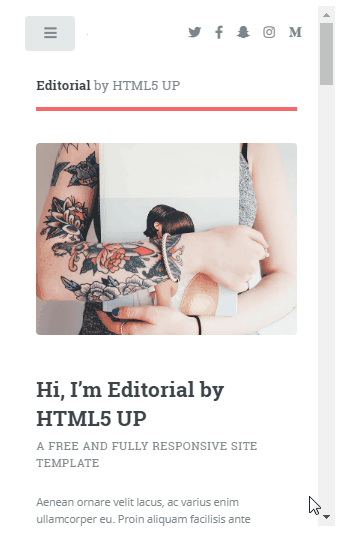 Editorial by HTML5 UP
Hi, I'm Editorial by
HTML5 UP
A FREE AND FULLY RESPONSIVE SITE
TEMPLATE
Aenean ornare velit lacus, ac varius enim
ullamcorper eu. Proin aliquam facilisis ante